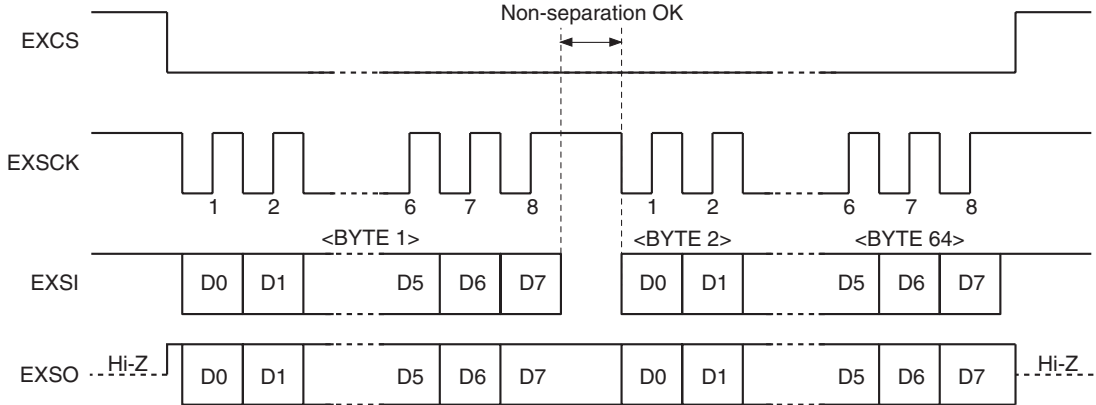 Non-separation OK
EXCS
EXSCK
1 2 6 7 8 1 2 6 7 8
<BYTE 1> <BYTE 2> <BYTE 64>
EXSI D0 D1 D5 D6 D7 D0 D1 D5 D6 D7
EXSO Hi-Z D0 D1 D5 D6 D7 D0 D1 D5 D6 D7 Hi-Z